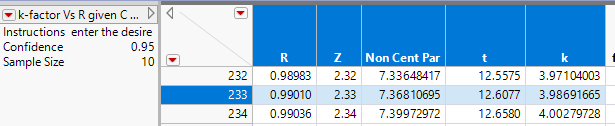 k-factor Vs R given C ...
Instructions enter the desire
Confidence 0.95
Sample Size 10
R Z Non Cent Par t k
232 0.98983 2.32 7.33648417 12.5575 3.97104003
233 0.99010 2.33 7.36810695 12.6077 3.98691665
234 0.99036 2.34 7.39972972 12.6580 4.00279728